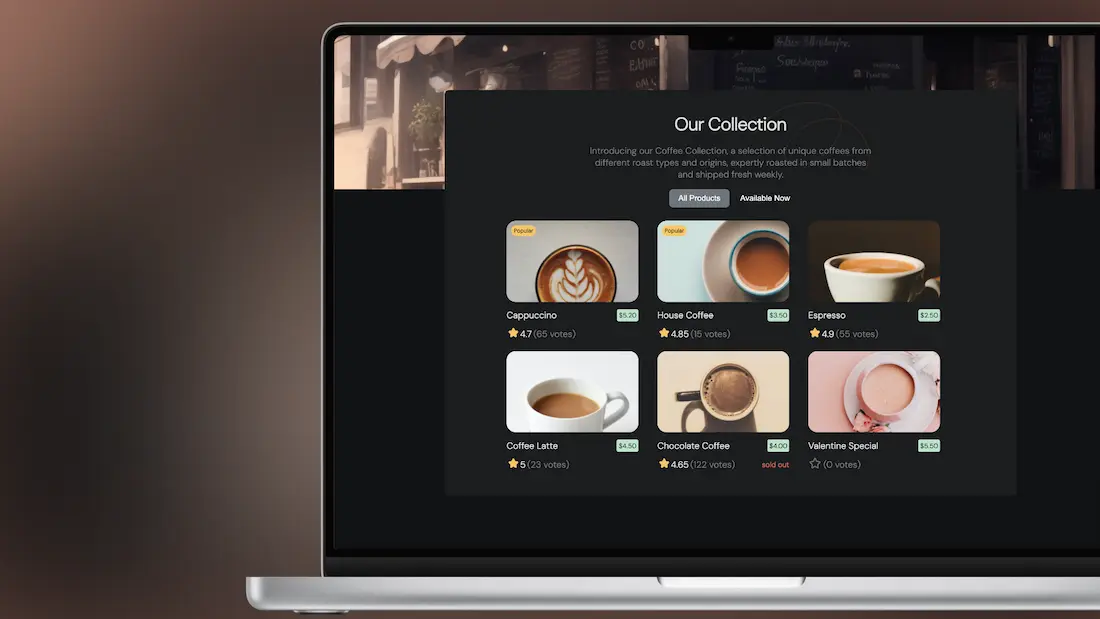 Our Collection
Introducing our Coffee Collection, a selection of unique coffees from
different roast types and origins, expertly roasted in small batches
and shipped fresh weekly.
All Products Available Now
Popular Popular
Cappuccino $5.20 House Coffee $3.50 Espresso $2.50
4.7 (65 votes) 4.85 (15 votes) 4.9 (55 votes)
Coffee Latte $4.50 Chocolate Coffee $4.00 Valentine Special $5.50
5 (23 votes) 4.65 (122 votes) sold out (0 votes)